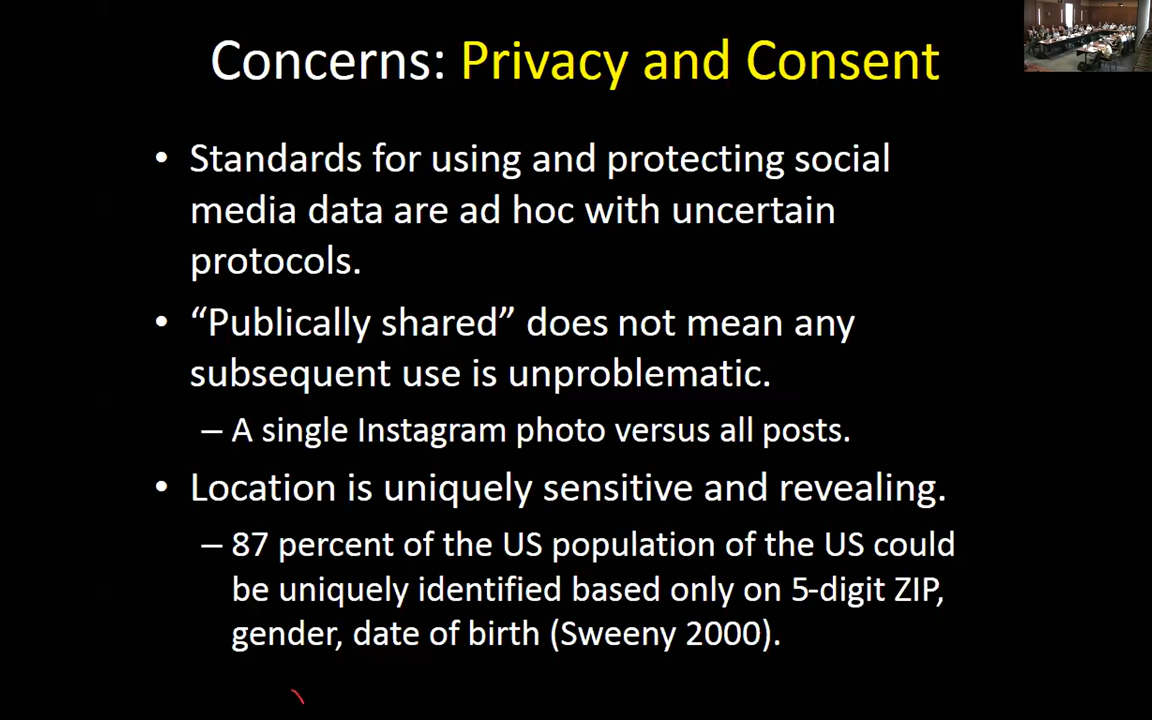 Concerns: Privacy and Consent
• Standards for using and protecting social
media data are ad hoc with uncertain
protocols.
• “Publically shared” does not mean any
subsequent use is unproblematic.
– A single Instagram photo versus all posts.
• Location is uniquely sensitive and revealing.
– 87 percent of the US population of the US could
be uniquely identified based only on 5-digit ZIP,
gender, date of birth (Sweeny 2000).